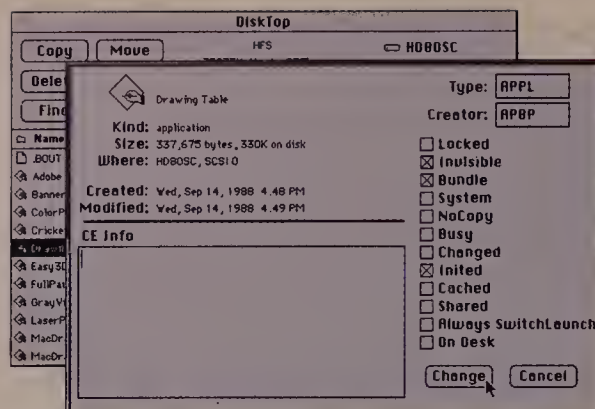 DiskTop
Copy
Move
HFS
HD80SC
Find
Name
.BOUT
Adobe
Banner
ColorP
Cricke
Easy3D
FullPat
LaserP
MacDr
MacDr
Drawing Table
Kind: application
Size: 337,675 bytes, 330K on disk
Where: HD80SC, SCSI 0
Created: Wed, Sep 14, 1988 4.48 PM
Modified: Wed, Sep 14, 1988 4.49 PM
CE Info
Type: APPL
Creator: APBP
Locked
Invisible
Bundle
System
NoCopy
Busy
Changed
Inited
Cached
Shared
Always SwitchLaunch
On Desk
Change
Cancel